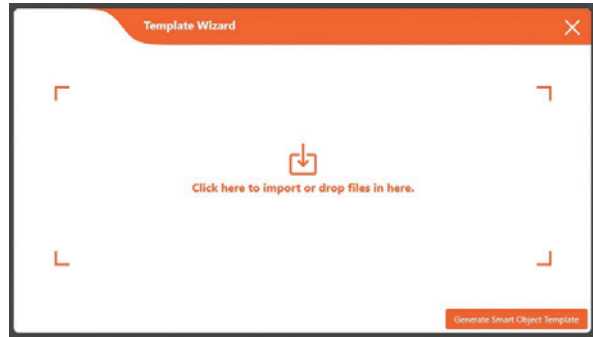 Template Wizard
Click here to import or drop files in here.
Generate Smart Object Template